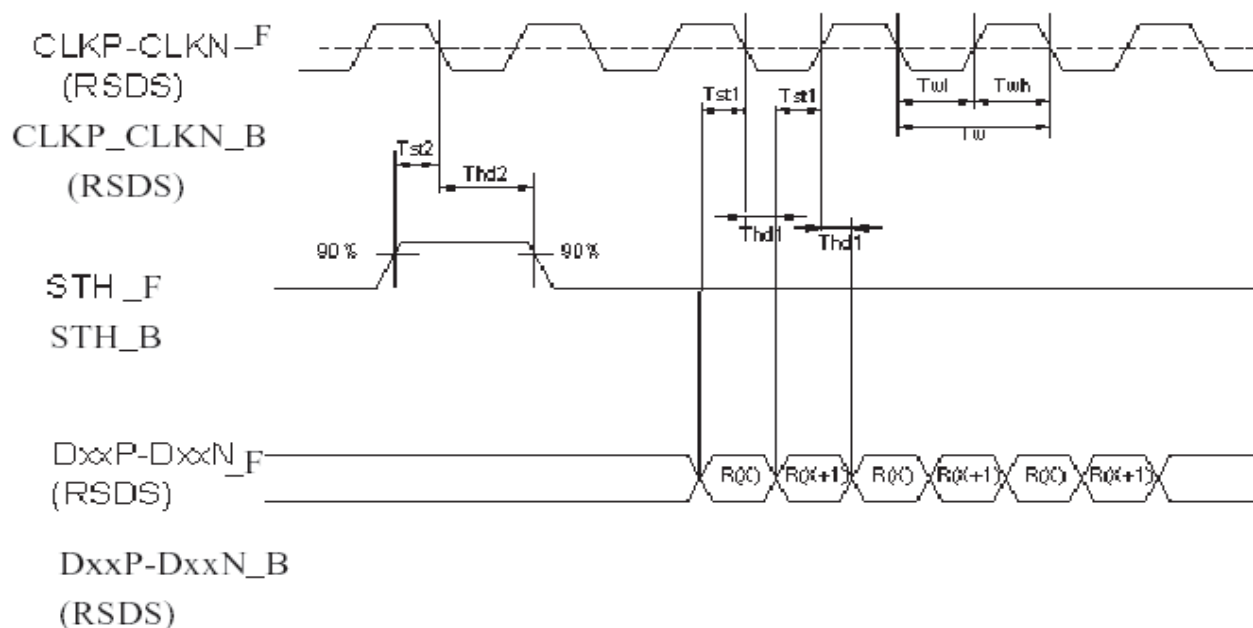 CLKP-CLKN_F
(RSDS)
CLKP_CLKN_B
(RSDS)
Tst1
Tst1
Twl
Twh
Tw
Tst2
Thd2
Thd1
Thd1
90%
90%
STH_F
STH_B
DxxP-DxxN_F
(RSDS)
R(X)
R(X+1)
R(X)
R(X+1)
R(X)
R(X+1)
DxxP-DxxN_B
(RSDS)